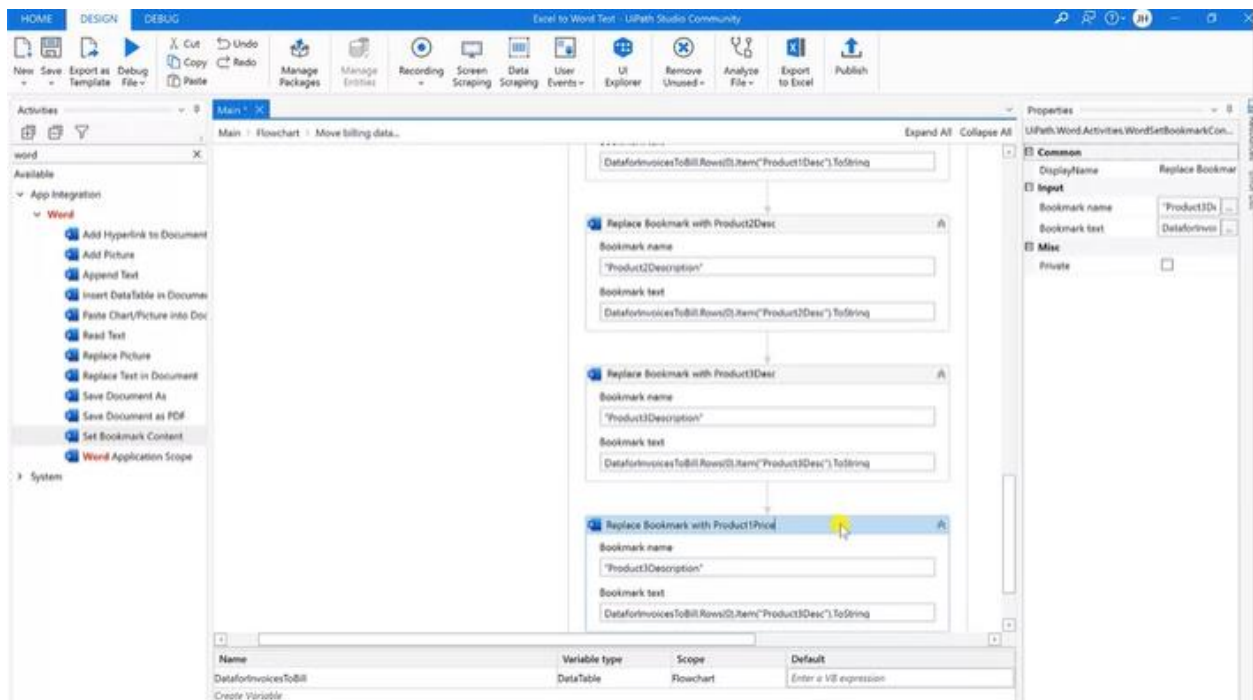 HOME DESIGN DEBUG Excel to Word Test - UiPath Studio Community JH
New Save Export as Template Debug File Cut Copy Paste Undo Redo Manage Packages Manage Entities Recording Screen Scraping Data Scraping User Events UI Explorer Remove Unused Analyze File Export to Excel Publish
Activities
word
Available
App Integration
Word
Add Hyperlink to Document
Add Picture
Append Text
Insert DataTable in Documen
Paste Chart/Picture into Doc
Read Text
Replace Picture
Replace Text in Document
Save Document As
Save Document as PDF
Set Bookmark Content
Word Application Scope
System
Main *
Main Flowchart Move billing data...
Expand All Collapse All
DataforInvoicesToBill.Rows(0).Item("Product1Desc").ToString
Replace Bookmark with Product2Desc
Bookmark name
"Product2Description"
Bookmark text
DataforInvoicesToBill.Rows(0).Item("Product2Desc").ToString
Replace Bookmark with Product3Desc
Bookmark name
"Product3Description"
Bookmark text
DataforInvoicesToBill.Rows(0).Item("Product3Desc").ToString
Replace Bookmark with Product1Price
Bookmark name
"Product3Description"
Bookmark text
DataforInvoicesToBill.Rows(0).Item("Product3Desc").ToString
Name Variable type Scope Default
DataforInvoicesToBill DataTable Flowchart Enter a VB expression
Create Variable
Properties
UiPath.Word.Activities.WordSetBookmarkCon...
Common
DisplayName Replace Bookmar
Input
Bookmark name "Product3De ...
Bookmark text DataforInvoi ...
Misc
Private